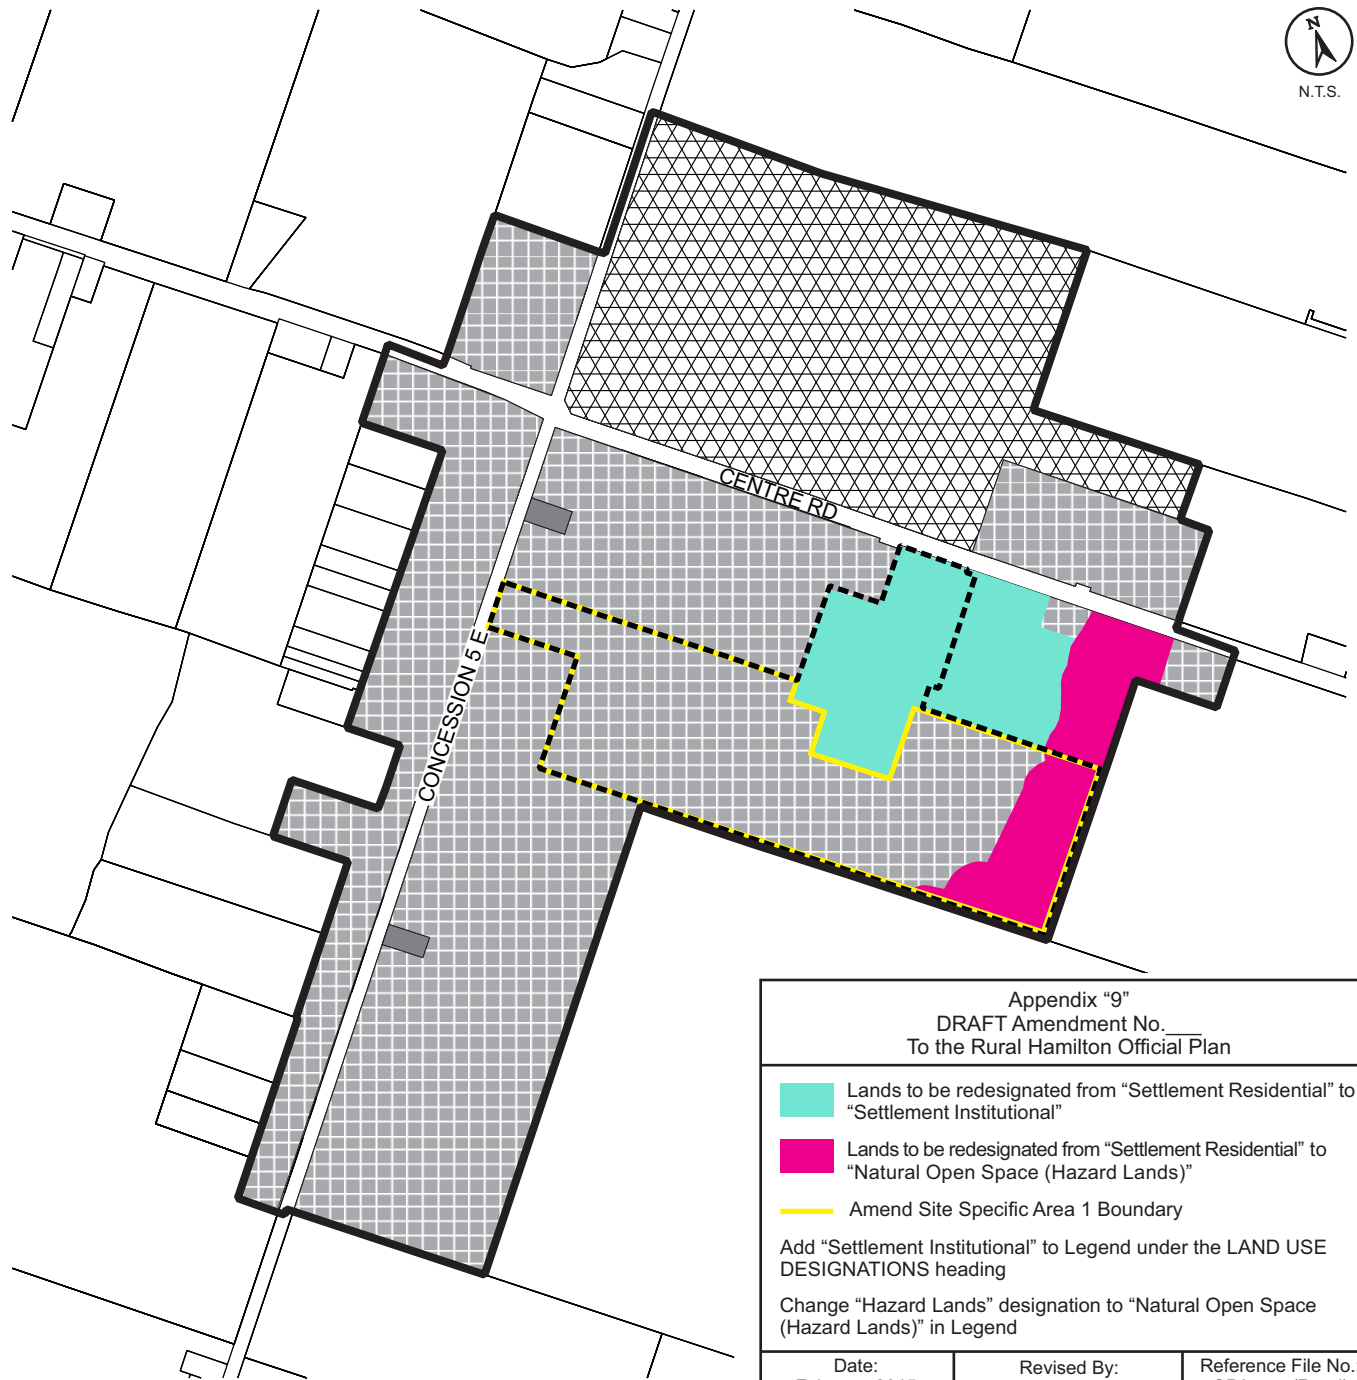 N
N.T.S.
CENTRE RD
CONCESSION 5 E
Appendix “9”
DRAFT Amendment No.___
To the Rural Hamilton Official Plan
Lands to be redesignated from “Settlement Residential” to
“Settlement Institutional”
Lands to be redesignated from “Settlement Residential” to
“Natural Open Space (Hazard Lands)”
Amend Site Specific Area 1 Boundary
Add “Settlement Institutional” to Legend under the LAND USE
DESIGNATIONS heading
Change “Hazard Lands” designation to “Natural Open Space
(Hazard Lands)” in Legend
Date:
Revised By:
Reference File No.: